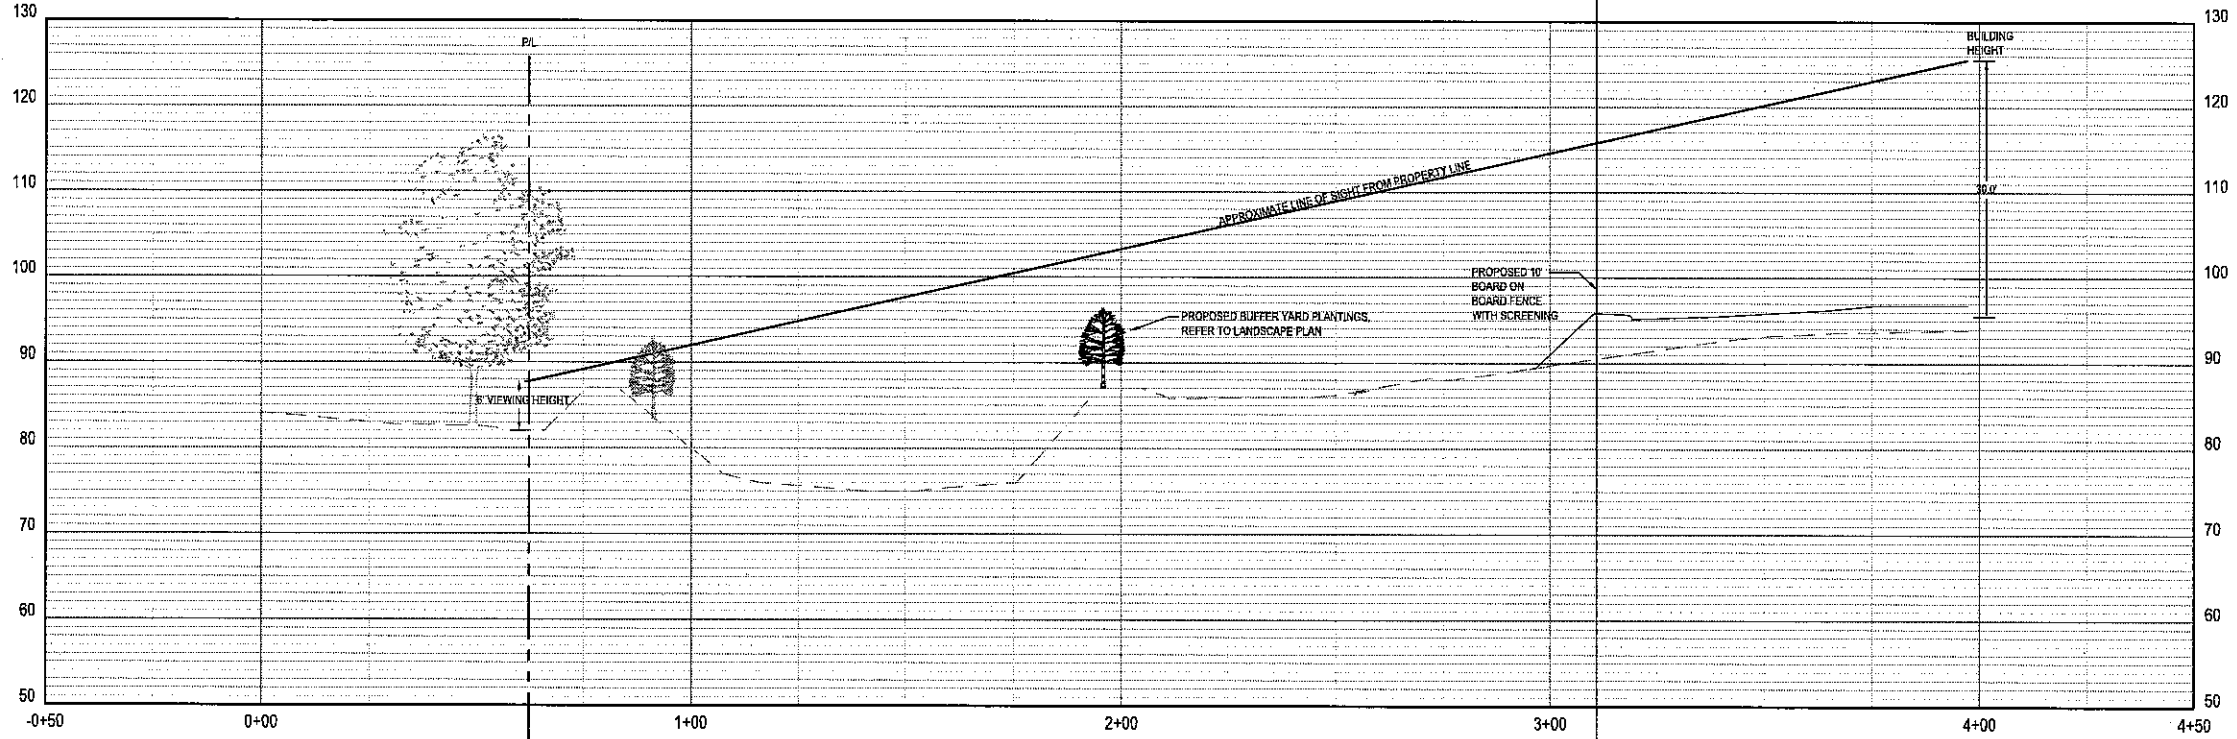 130
120
110
100
90
80
70
60
50
P/L
6' VIEWING HEIGHT
APPROXIMATE LINE OF SIGHT FROM PROPERTY LINE
PROPOSED BUFFER YARD PLANTINGS,
REFER TO LANDSCAPE PLAN
PROPOSED 10'
BOARD ON
BOARD FENCE
WITH SCREENING
BUILDING
HEIGHT
30.0'
130
120
110
100
90
80
70
60
50
-0+50
0+00
1+00
2+00
3+00
4+00
4+50